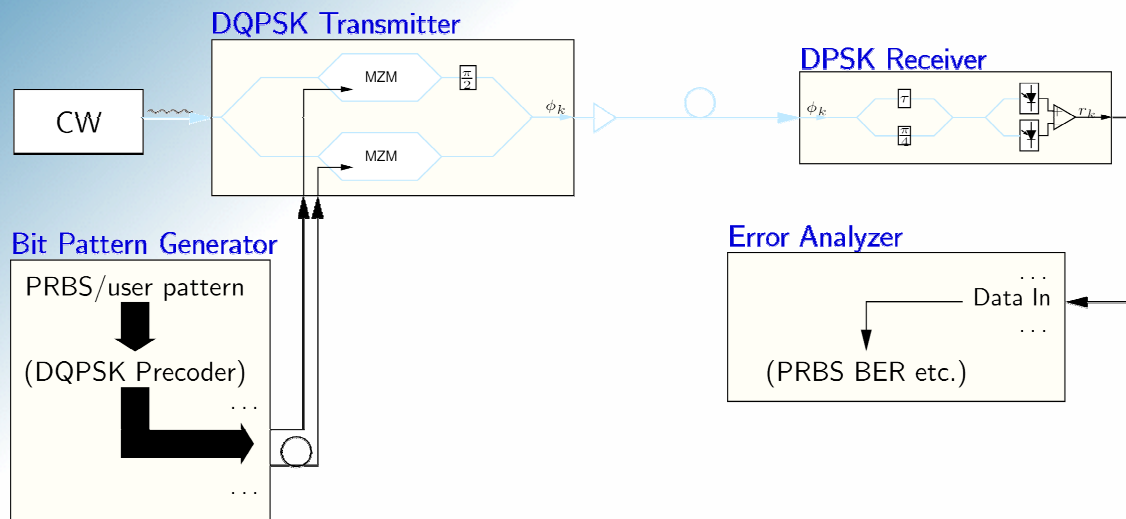 DQPSK Transmitter
DPSK Receiver
CW
MZM
π/2
MZM
ϕk
ϕk
τ
π/4
+
-
rk
Bit Pattern Generator
PRBS/user pattern
(DQPSK Precoder)
...
...
Error Analyzer
...
Data In
...
(PRBS BER etc.)